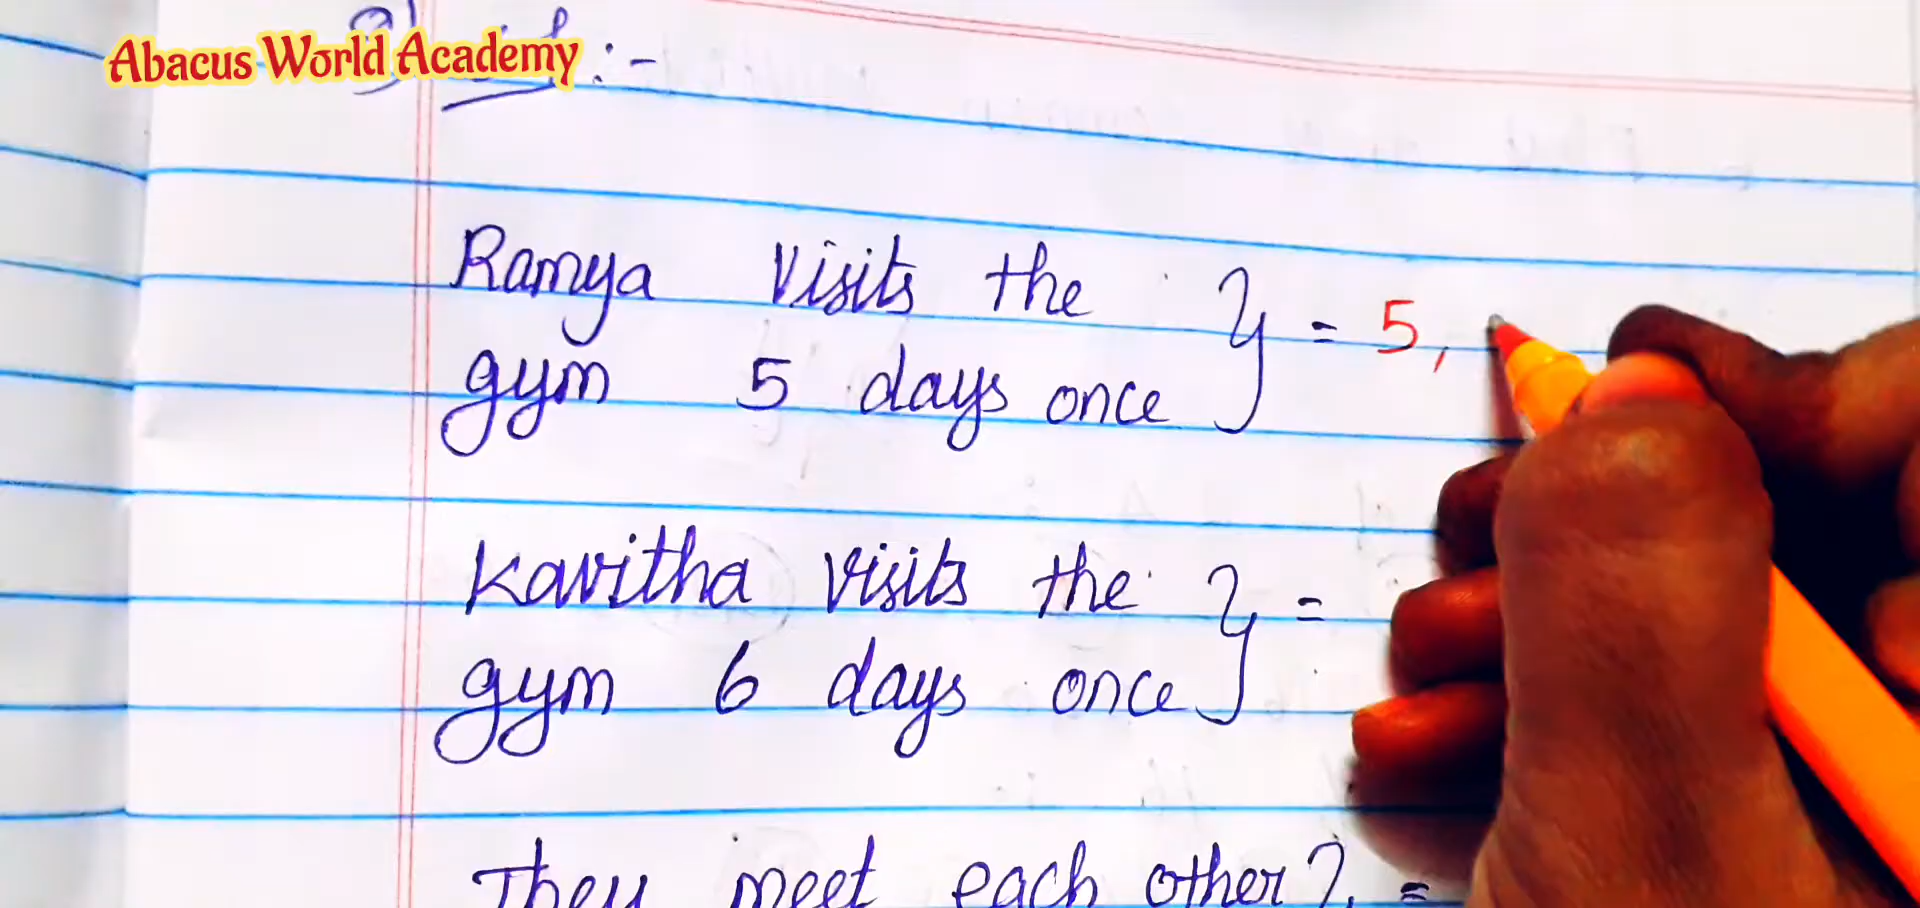 Abacus World Academy
:-
Ramya visits the } = 5,
gym 5 days once
Kavitha visits the } =
gym 6 days once
They meet each other } =